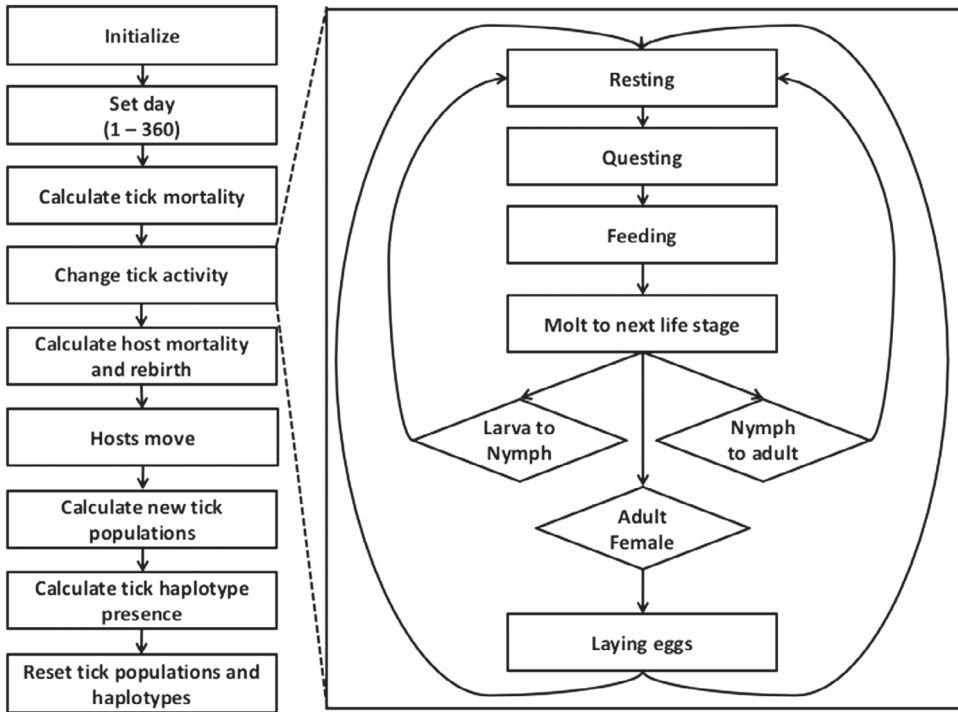 Initialize
Set day
(1 – 360)
Calculate tick mortality
Change tick activity
Calculate host mortality
and rebirth
Hosts move
Calculate new tick
populations
Calculate tick haplotype
presence
Reset tick populations and
haplotypes
Resting
Questing
Feeding
Molt to next life stage
Larva to
Nymph
Nymph
to adult
Adult
Female
Laying eggs